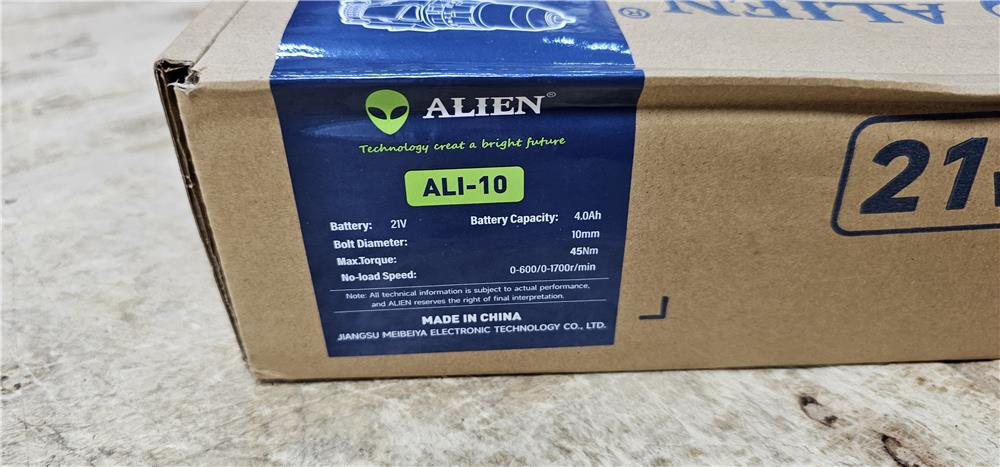 ALIEN®
ALIEN®
Technology creat a bright future
ALI-10
Battery: 21V Battery Capacity: 4.0Ah
Bolt Diameter: 10mm
Max.Torque: 45Nm
No-load Speed: 0-600/0-1700r/min
Note: All technical information is subject to actual performance,
and ALIEN reserves the right of final interpretation.
MADE IN CHINA
JIANGSU MEIBEIYA ELECTRONIC TECHNOLOGY CO., LTD.
21